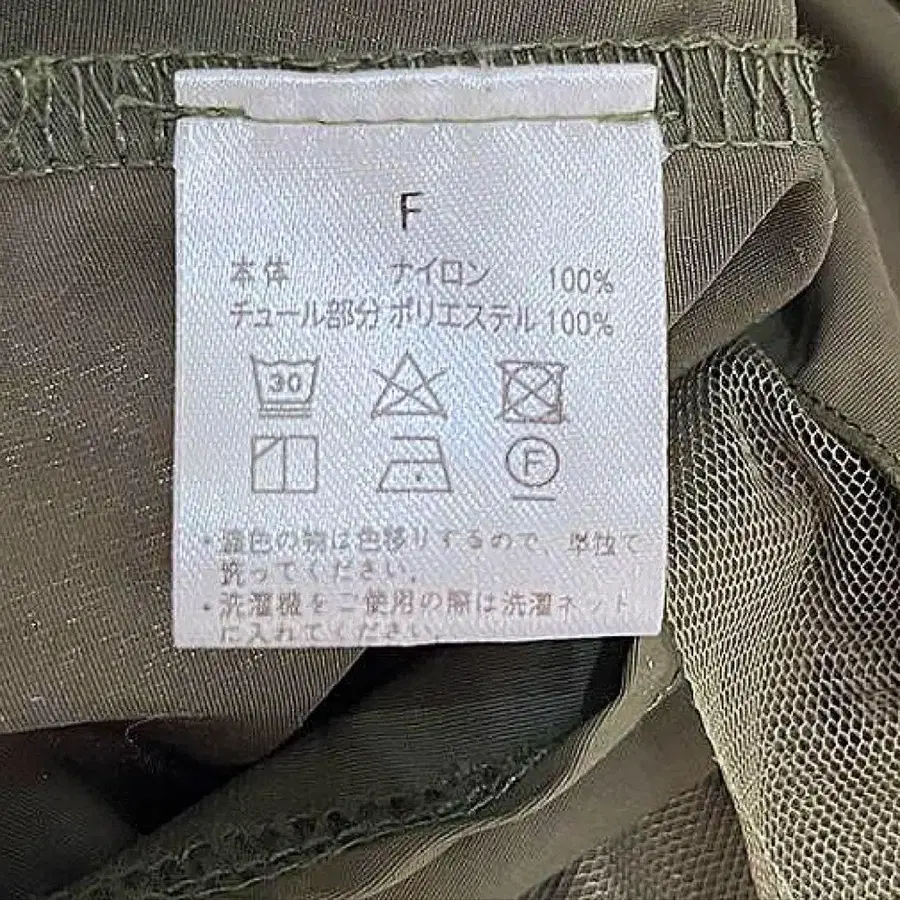 F
本体 ナイロン 100%
チュール部分 ポリエステル 100%
30
F
・濃色の物は色移りするので、単独で
洗ってください。
・洗濯機をご使用の際は洗濯ネット
に入れてください。